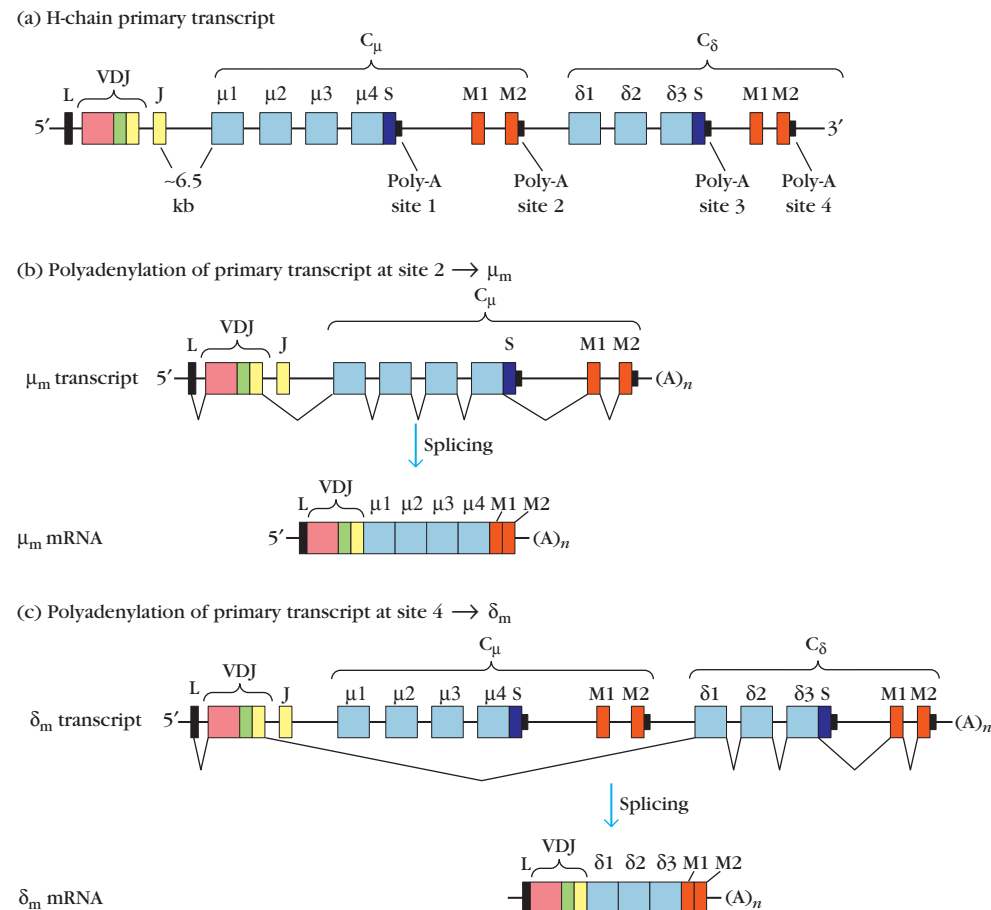 (a) H-chain primary transcript
Cμ Cδ
L VDJ J μ1 μ2 μ3 μ4 S M1 M2 δ1 δ2 δ3 S M1 M2
5′ 3′
~6.5 kb
Poly-A site 1
Poly-A site 2
Poly-A site 3
Poly-A site 4
(b) Polyadenylation of primary transcript at site 2 → μm
Cμ
L VDJ J S M1 M2
μm transcript 5′ (A)n
Splicing
L VDJ μ1 μ2 μ3 μ4 M1 M2
μm mRNA 5′ (A)n
(c) Polyadenylation of primary transcript at site 4 → δm
Cμ Cδ
L VDJ J μ1 μ2 μ3 μ4 S M1 M2 δ1 δ2 δ3 S M1 M2
δm transcript 5′ (A)n
Splicing
L VDJ δ1 δ2 δ3 M1 M2
δm mRNA (A)n